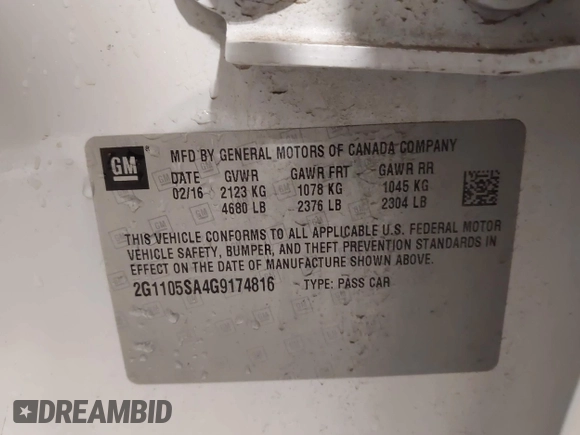 GM
MFD BY GENERAL MOTORS OF CANADA COMPANY
DATE GVWR GAWR FRT GAWR RR
02/16 2123 KG 1078 KG 1045 KG
4680 LB 2376 LB 2304 LB
THIS VEHICLE CONFORMS TO ALL APPLICABLE U.S. FEDERAL MOTOR
VEHICLE SAFETY, BUMPER, AND THEFT PREVENTION STANDARDS IN
EFFECT ON THE DATE OF MANUFACTURE SHOWN ABOVE.
2G1105SA4G9174816 TYPE: PASS CAR
DREAMBID